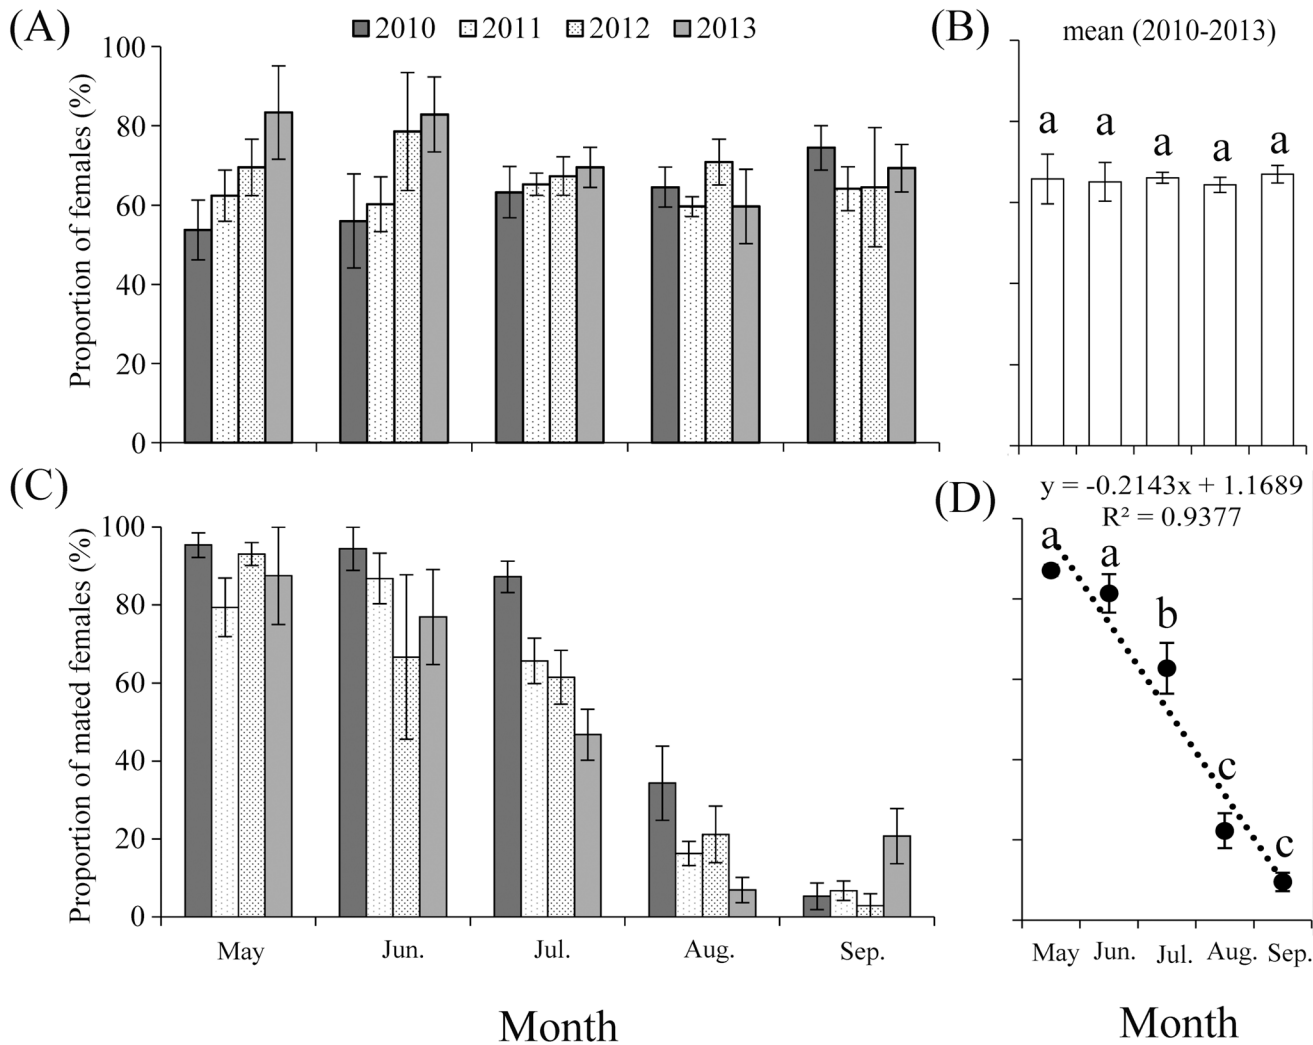 (A)
2010 2011 2012 2013
Proportion of females (%)
100
80
60
40
20
0
(B)
mean (2010-2013)
a a a a a
(C)
Proportion of mated females (%)
100
80
60
40
20
0
May Jun. Jul. Aug. Sep.
Month
(D)
y = -0.2143x + 1.1689
R² = 0.9377
a a b c c
May Jun. Jul. Aug. Sep.
Month